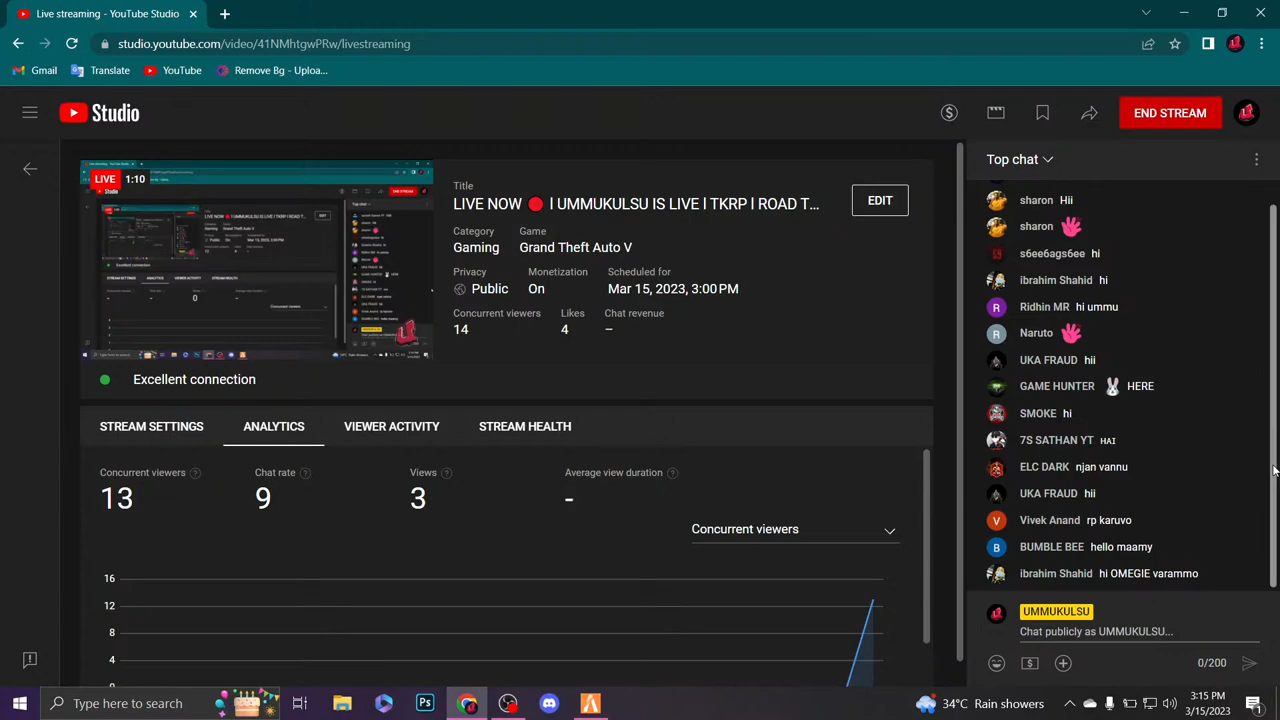 Live streaming - YouTube Studio
studio.youtube.com/video/41NMhtgwPRw/livestreaming
Gmail
Translate
YouTube
Remove Bg - Uploa...
Studio
END STREAM
LIVE 1:10
Title
LIVE NOW 🔴 I UMMUKULSU IS LIVE I TKRP I ROAD T...
EDIT
Category Game
Gaming Grand Theft Auto V
Privacy Monetization Scheduled for
Public On Mar 15, 2023, 3:00 PM
Concurrent viewers Likes Chat revenue
14 4 –
Excellent connection
STREAM SETTINGS ANALYTICS VIEWER ACTIVITY STREAM HEALTH
Concurrent viewers Chat rate Views Average view duration
13 9 3 -
Concurrent viewers
16
12
8
4
Top chat
sharon Hii
sharon
s6ee6ags6ee hi
ibrahim Shahid hi
Ridhin MR hi ummu
Naruto
UKA FRAUD hii
GAME HUNTER 🐰 HERE
SMOKE hi
7S SATHAN YT ʜᴀɪ
ELC DARK njan vannu
UKA FRAUD hii
Vivek Anand rp karuvo
BUMBLE BEE hello maamy
ibrahim Shahid hi OMEGIE varammo
UMMUKULSU
Chat publicly as UMMUKULSU...
0/200
Type here to search
34°C Rain showers
3:15 PM
3/15/2023